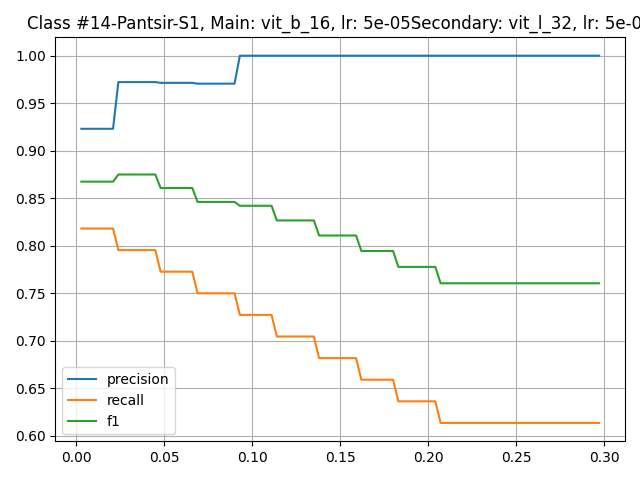 Class #14-Pantsir-S1, Main: vit_b_16, lr: 5e-05Secondary: vit_l_32, lr: 5e-0
1.00
0.95
0.90
0.85
0.80
0.75
0.70
0.65
0.60
precision
recall
f1
0.00 0.05 0.10 0.15 0.20 0.25 0.30